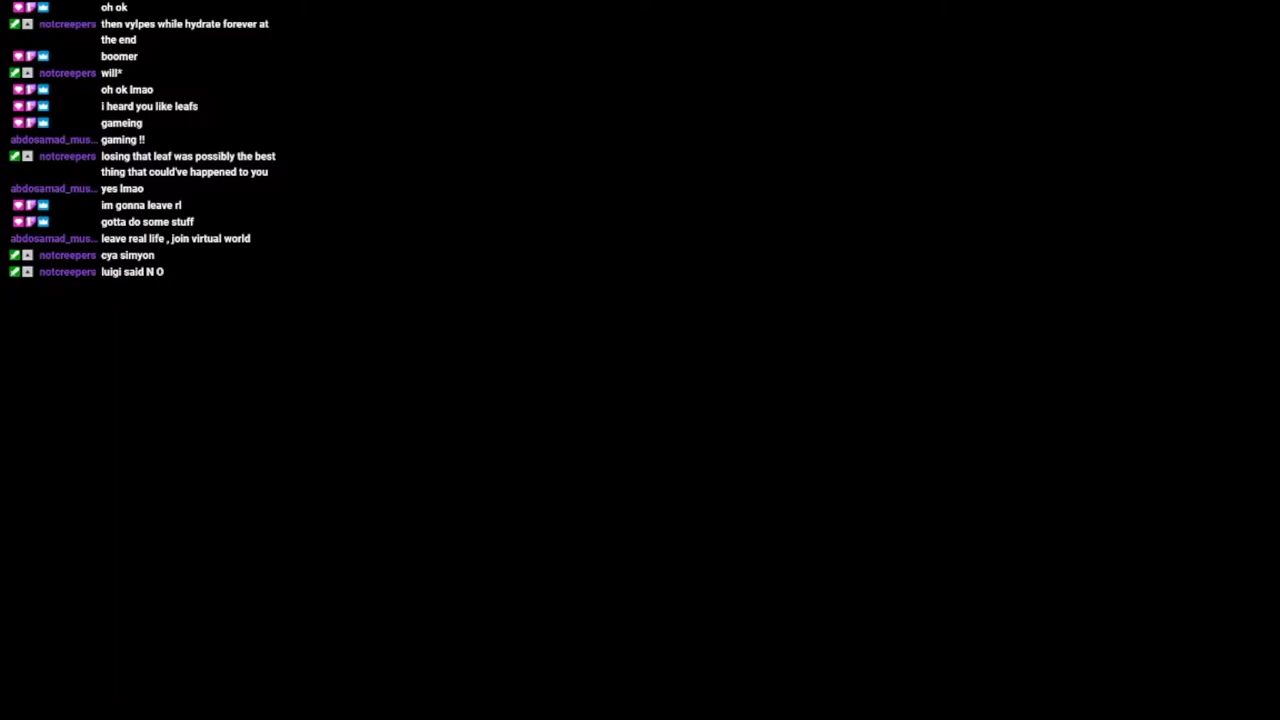 oh ok
notcreepers then vylpes while hydrate forever at
the end
boomer
notcreepers will*
oh ok lmao
i heard you like leafs
gameing
abdosamad_mus... gaming !!
notcreepers losing that leaf was possibly the best
thing that could've happened to you
abdosamad_mus... yes lmao
im gonna leave rl
gotta do some stuff
abdosamad_mus... leave real life , join virtual world
notcreepers cya simyon
notcreepers luigi said N O